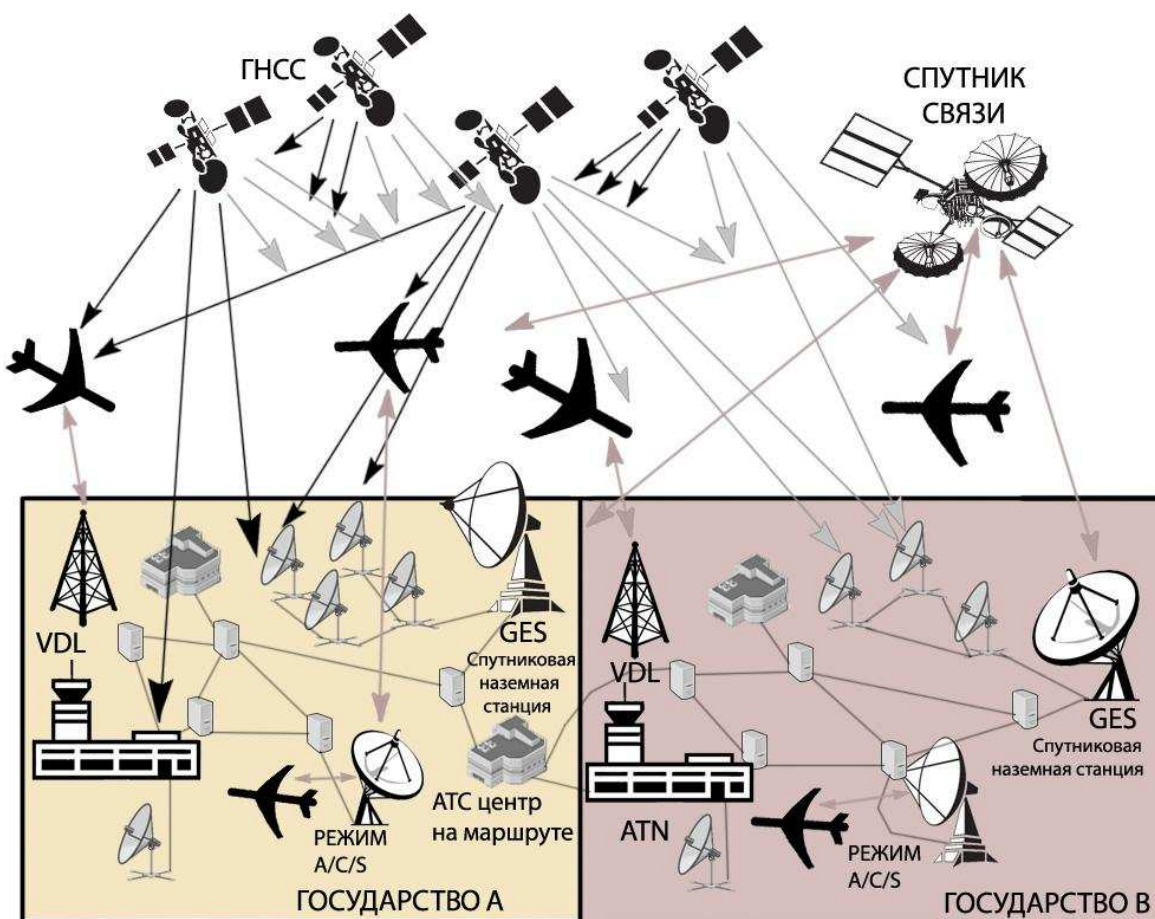 ГНСС
СПУТНИК
СВЯЗИ
VDL
GES
Спутниковая
наземная
станция
АТС центр
на маршруте
РЕЖИМ
A/C/S
ГОСУДАРСТВО А
VDL
GES
Спутниковая
наземная станция
ATN
РЕЖИМ
A/C/S
ГОСУДАРСТВО В